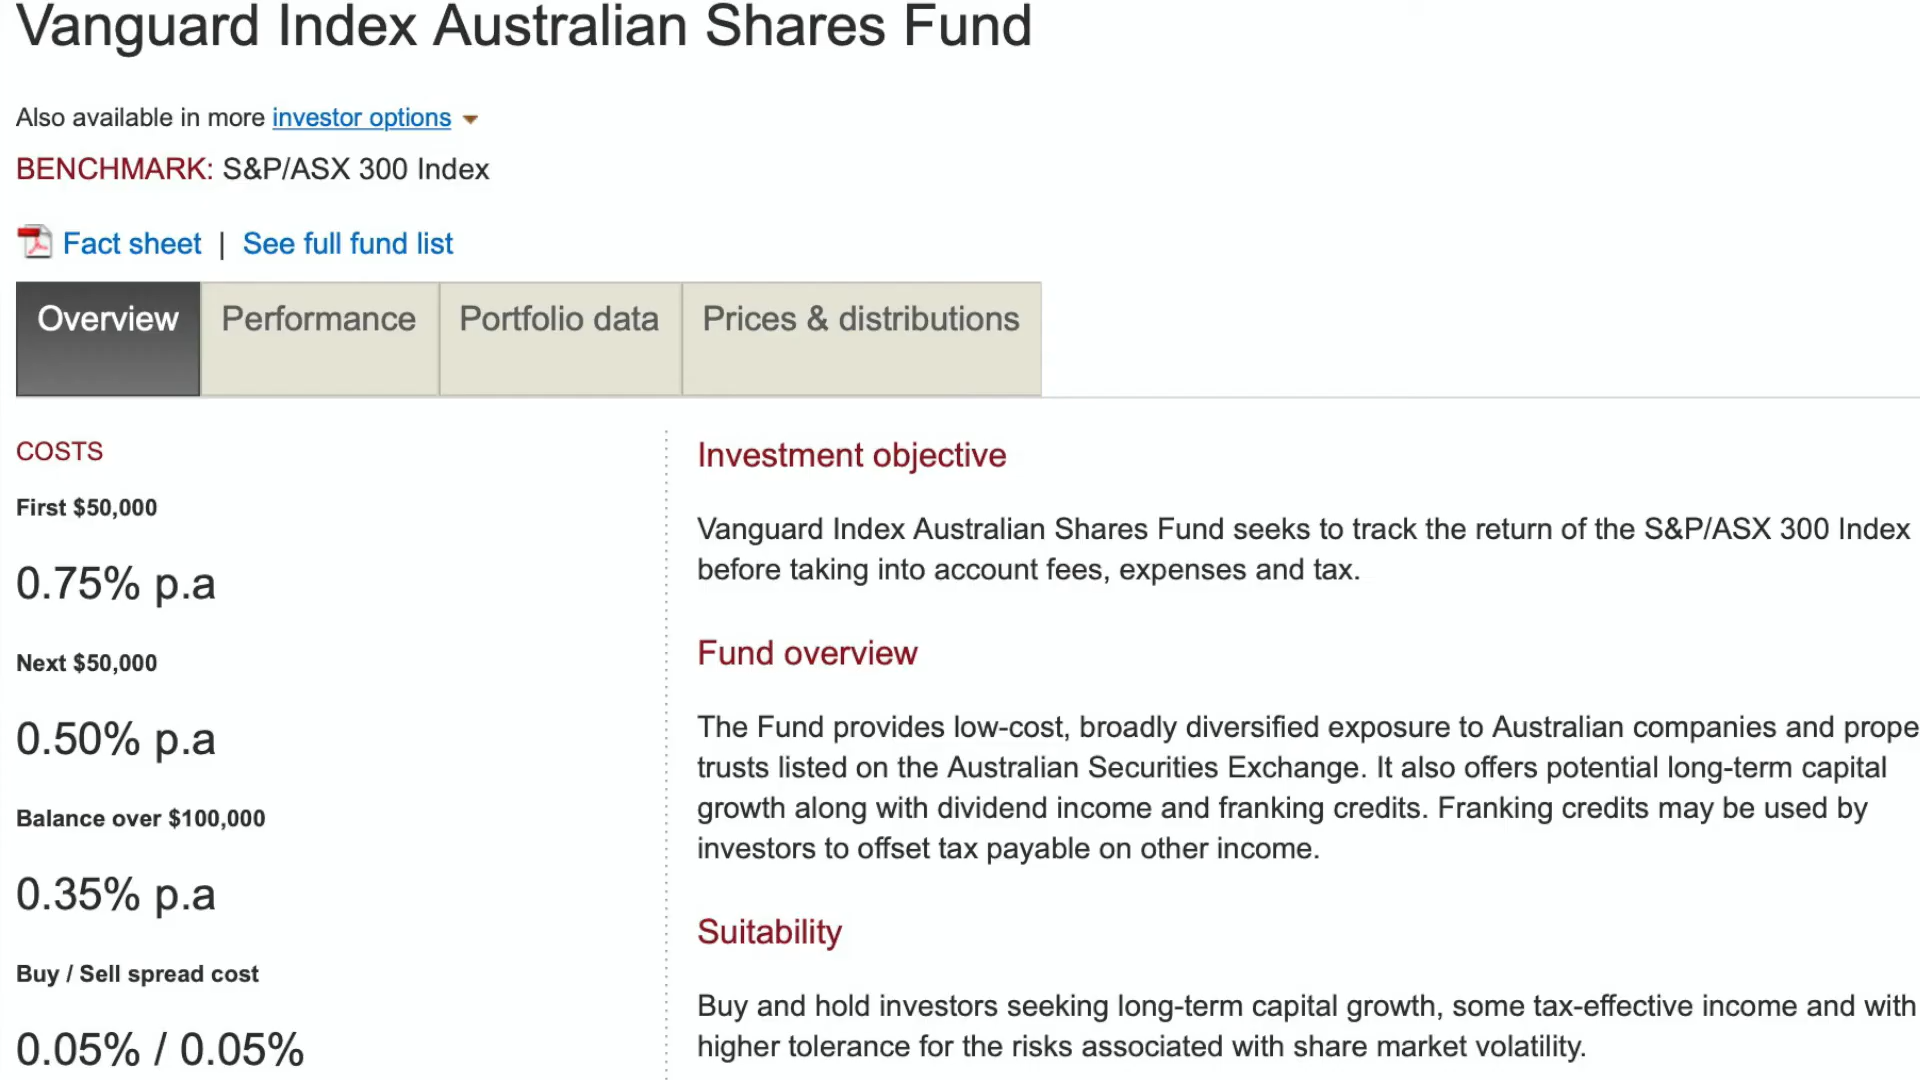 Vanguard Index Australian Shares Fund
Also available in more investor options
BENCHMARK: S&P/ASX 300 Index
Fact sheet | See full fund list
Overview Performance Portfolio data Prices & distributions
COSTS
First $50,000
0.75% p.a
Next $50,000
0.50% p.a
Balance over $100,000
0.35% p.a
Buy / Sell spread cost
0.05% / 0.05%
Investment objective
Vanguard Index Australian Shares Fund seeks to track the return of the S&P/ASX 300 Index
before taking into account fees, expenses and tax.
Fund overview
The Fund provides low-cost, broadly diversified exposure to Australian companies and prope
trusts listed on the Australian Securities Exchange. It also offers potential long-term capital
growth along with dividend income and franking credits. Franking credits may be used by
investors to offset tax payable on other income.
Suitability
Buy and hold investors seeking long-term capital growth, some tax-effective income and with
higher tolerance for the risks associated with share market volatility.